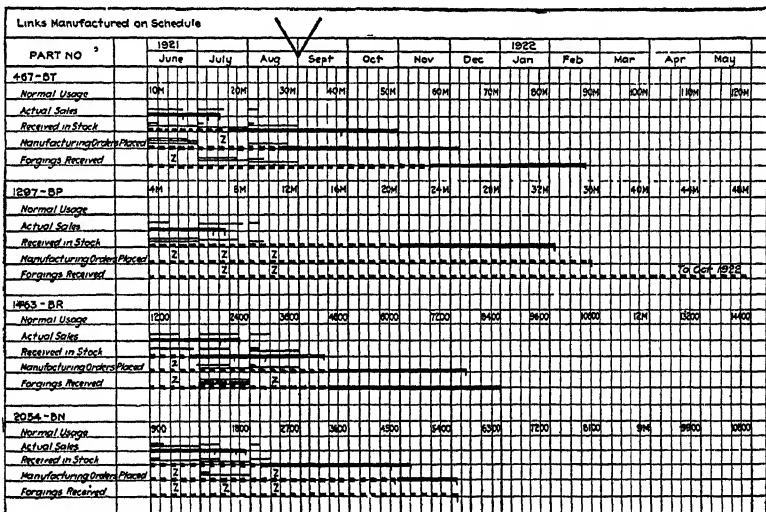 Links Manufactured on Schedule
1921 1922
PART NO June July Aug Sept Oct Nov Dec Jan Feb Mar Apr May
467-BT
Normal Usage 10M 20M 30M 40M 50M 60M 70M 80M 90M 100M 110M 120M
Actual Sales
Received in Stock
Manufacturing Orders Placed Z
Forgings Received Z
1297-BP 4M 8M 12M 16M 20M 24M 28M 32M 36M 40M 44M 48M
Normal Usage
Actual Sales
Received in Stock
Manufacturing Orders Placed Z Z Z
Forgings Received Z Z To Oct 1922
1463-BR
Normal Usage 1200 2400 3600 4800 6000 7200 8400 9600 10800 12M 13200 14400
Actual Sales
Received in Stock
Manufacturing Orders Placed Z
Forgings Received Z Z
2054-BN
Normal Usage 900 1800 2700 3600 4500 5400 6300 7200 8100 9M 9900 10800
Actual Sales
Received in Stock
Manufacturing Orders Placed Z Z
Forgings Received Z Z Z